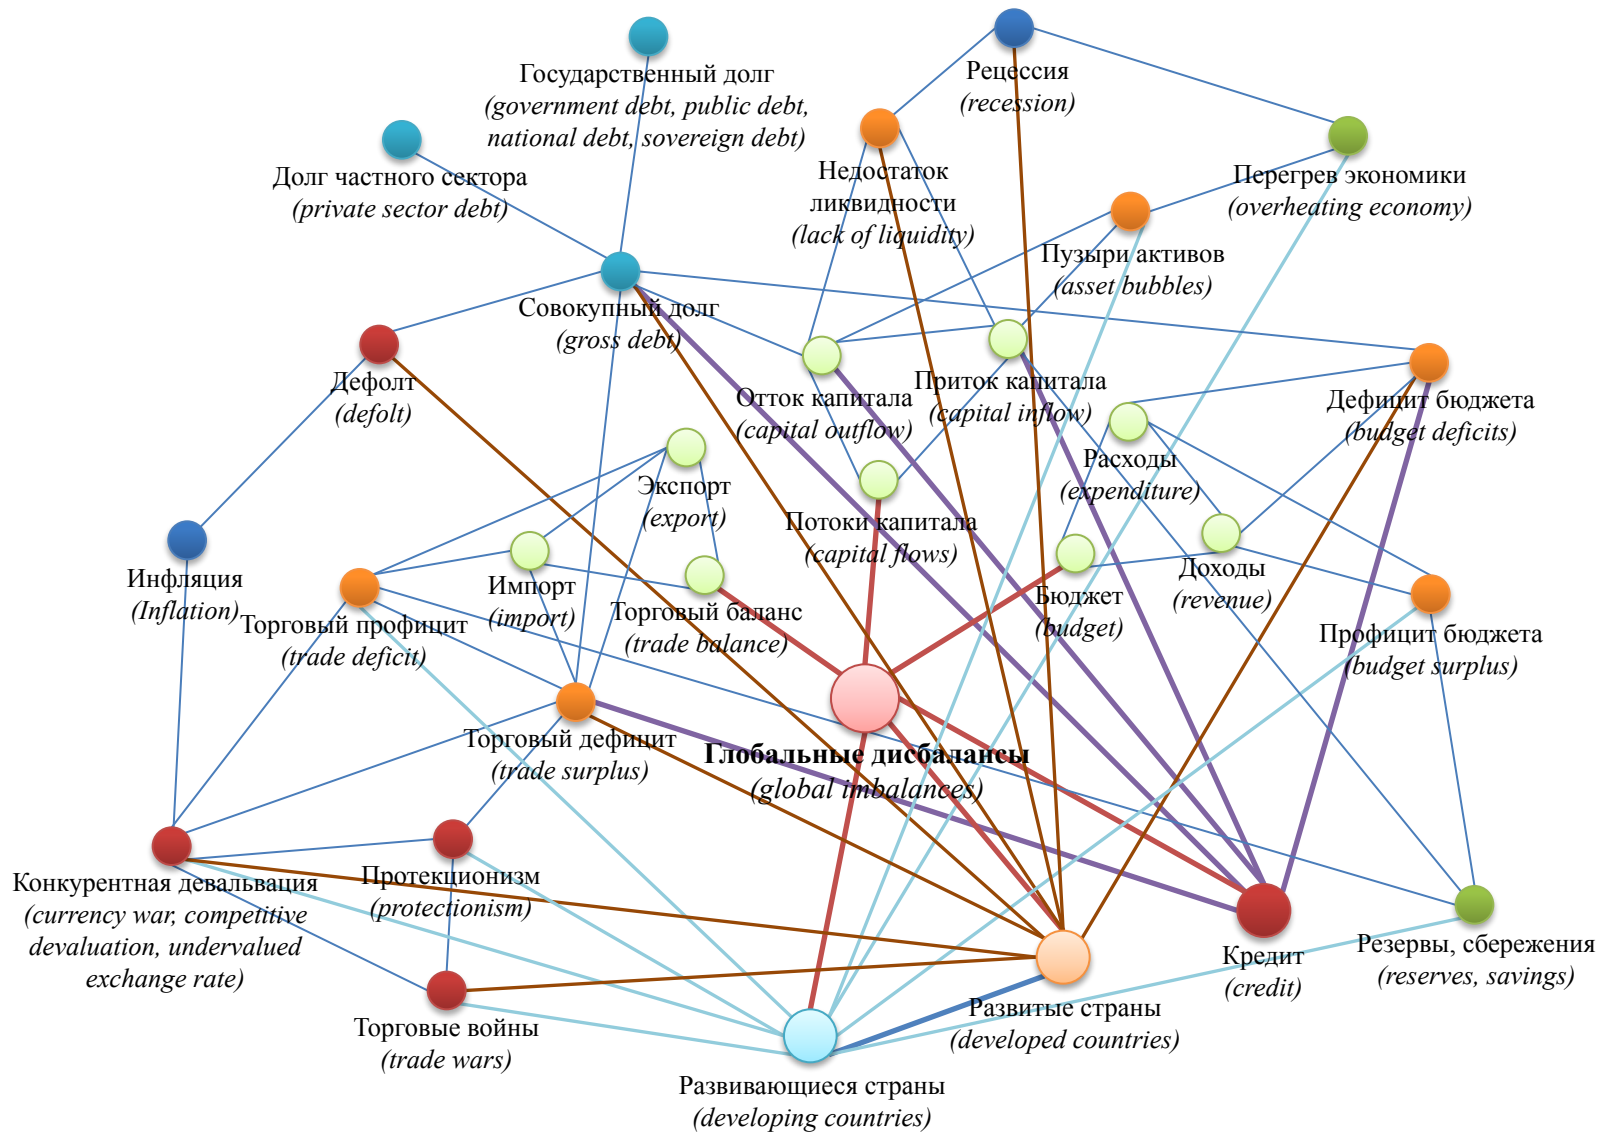 Государственный долг
(government debt, public debt,
national debt, sovereign debt)
Рецессия
(recession)
Долг частного сектора
(private sector debt)
Недостаток
ликвидности
(lack of liquidity)
Перегрев экономики
(overheating economy)
Пузыри активов
(asset bubbles)
Совокупный долг
(gross debt)
Дефолт
(defolt)
Отток капитала
(capital outflow)
Приток капитала
(capital inflow)
Дефицит бюджета
(budget deficits)
Расходы
(expenditure)
Экспорт
(export)
Потоки капитала
(capital flows)
Инфляция
(Inflation)
Импорт
(import)
Торговый баланс
(trade balance)
Бюджет
(budget)
Доходы
(revenue)
Торговый профицит
(trade deficit)
Профицит бюджета
(budget surplus)
Торговый дефицит
(trade surplus)
Глобальные дисбалансы
(global imbalances)
Конкурентная девальвация
(currency war, competitive
devaluation, undervalued
exchange rate)
Протекционизм
(protectionism)
Кредит
(credit)
Резервы, сбережения
(reserves, savings)
Торговые войны
(trade wars)
Развитые страны
(developed countries)
Развивающиеся страны
(developing countries)